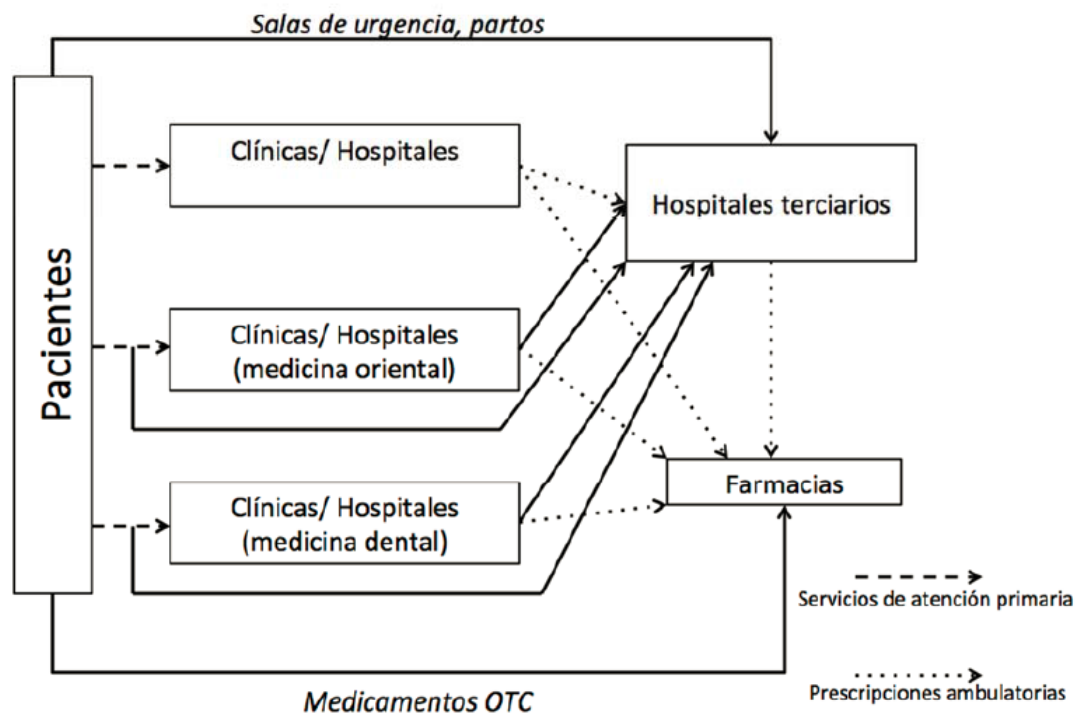 Salas de urgencia, partos
Pacientes
Clínicas/ Hospitales
Hospitales terciarios
Clínicas/ Hospitales
(medicina oriental)
Clínicas/ Hospitales
(medicina dental)
Farmacias
Servicios de atención primaria
Prescripciones ambulatorias
Medicamentos OTC